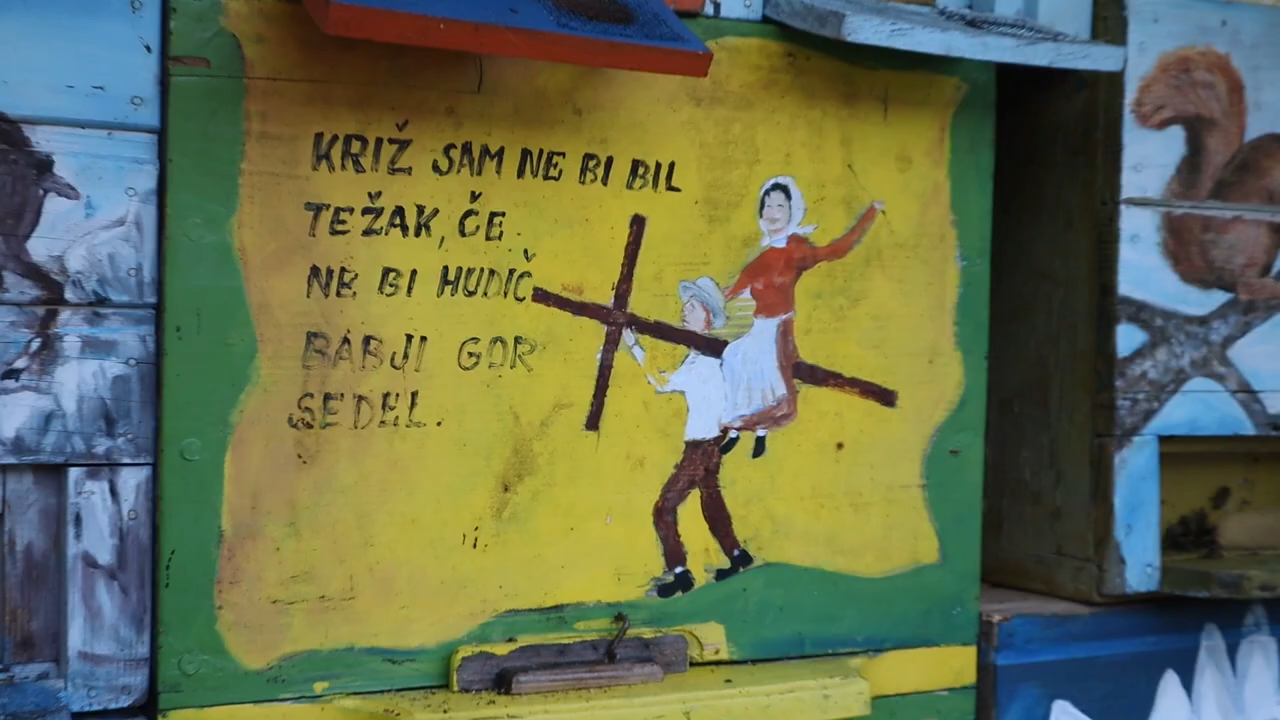 KRIŽ SAM NE BI BIL
TEŽAK, ČE
NE BI HUDIČ
BABJI GOR
SEDEL.